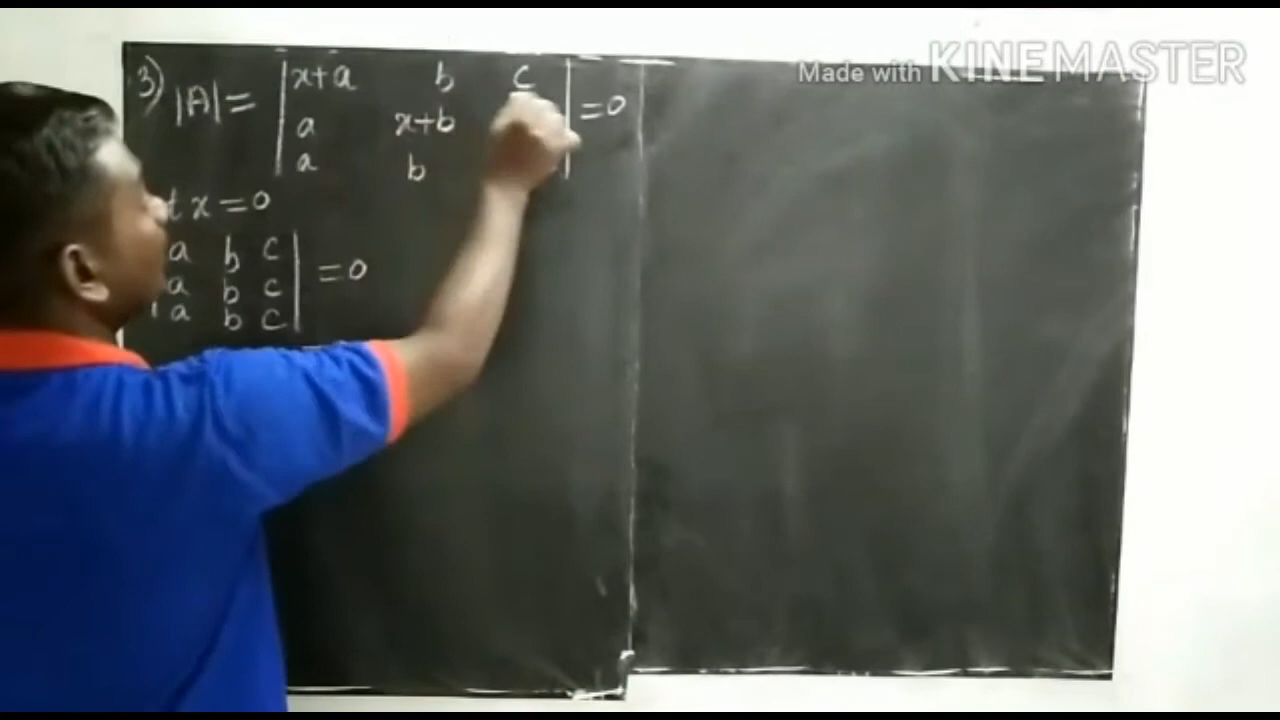 Made with KINEMASTER
3) |A| = | x+a b c | = 0
a x+b
a b
x = 0
a b c | = 0
a b c
a b c